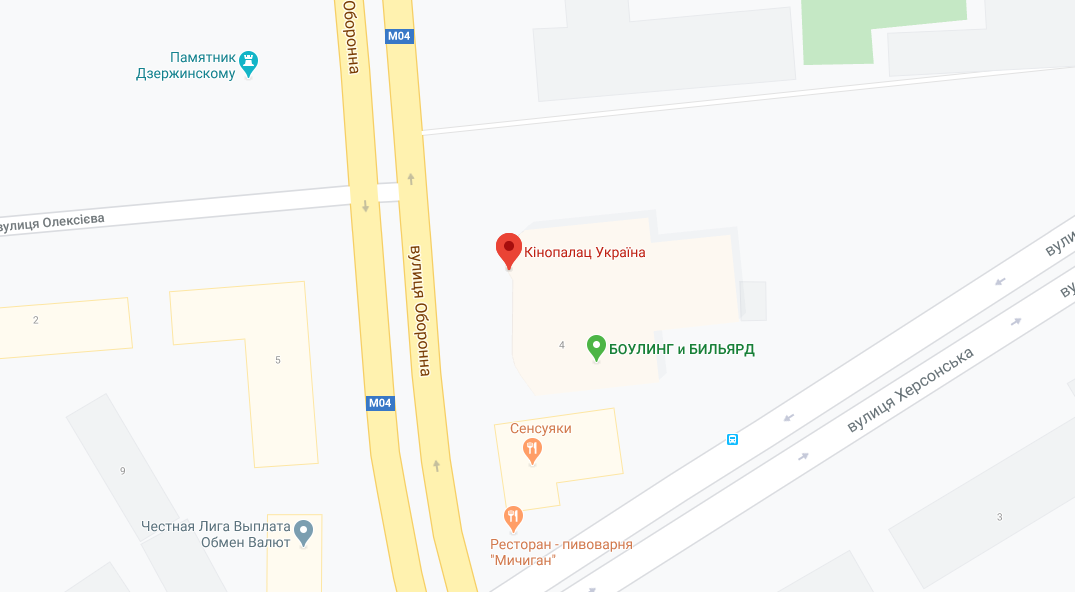 Оборонна
M04
Памятник
Дзержинскому
вулиця Олексієва
вулиця Оборонна
Кінопалац Україна
2
5
4
БОУЛИНГ и БИЛЬЯРД
M04
Сенсуяки
9
вулиця Херсонська
3
Честная Лига Выплата
Обмен Валют
Ресторан - пивоварня
"Мичиган"